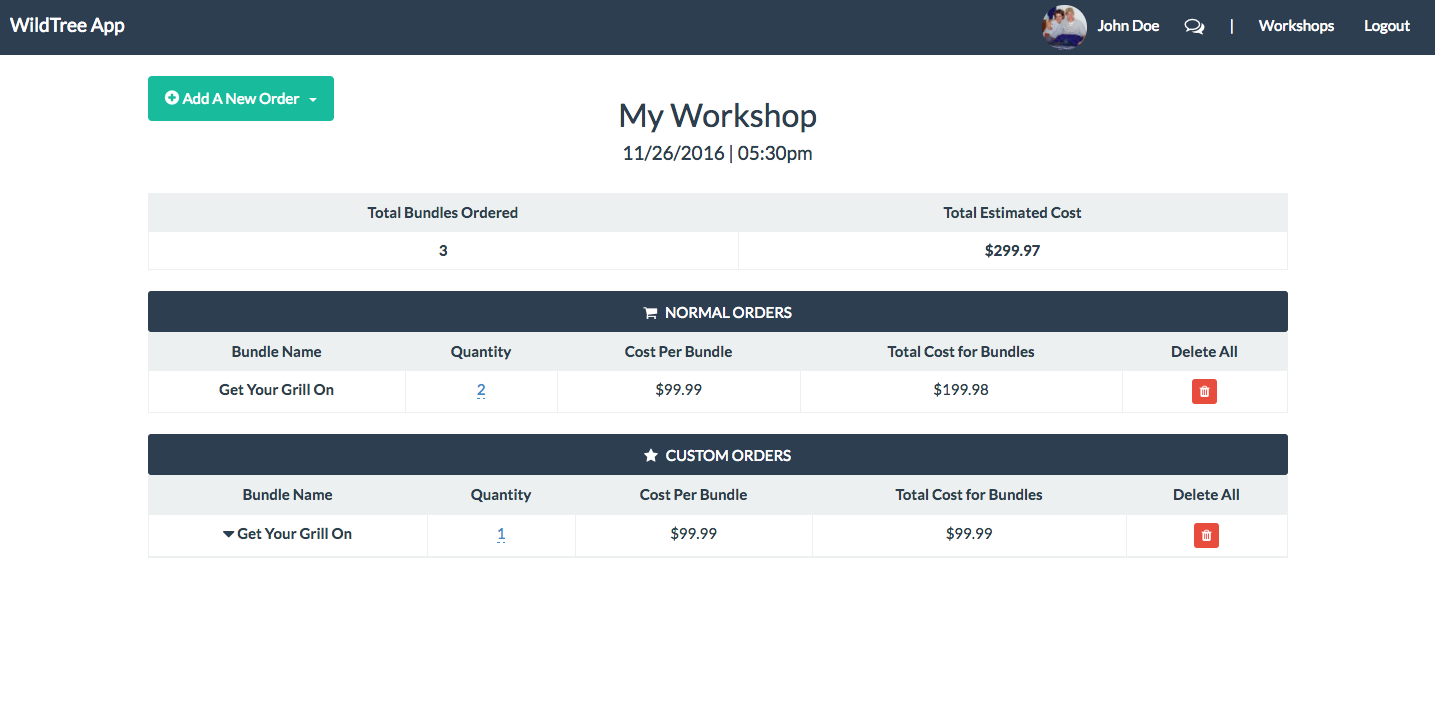 WildTree App John Doe | Workshops Logout
Add A New Order
My Workshop
11/26/2016 | 05:30pm
Total Bundles Ordered Total Estimated Cost
3 $299.97
NORMAL ORDERS
Bundle Name Quantity Cost Per Bundle Total Cost for Bundles Delete All
Get Your Grill On 2 $99.99 $199.98
CUSTOM ORDERS
Bundle Name Quantity Cost Per Bundle Total Cost for Bundles Delete All
Get Your Grill On 1 $99.99 $99.99